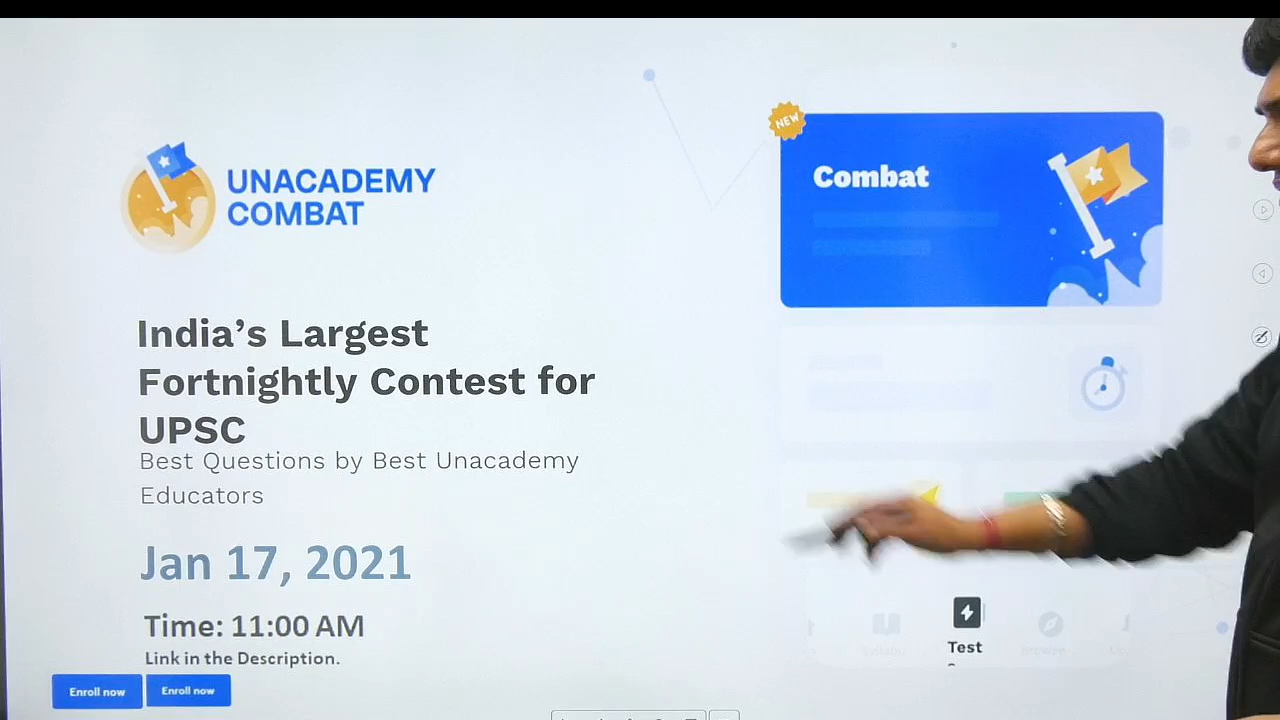 UNACADEMY
COMBAT
India's Largest
Fortnightly Contest for
UPSC
Best Questions by Best Unacademy
Educators
Jan 17, 2021
Time: 11:00 AM
Link in the Description.
Enroll now
Enroll now
NEW
Combat
Test
Browse